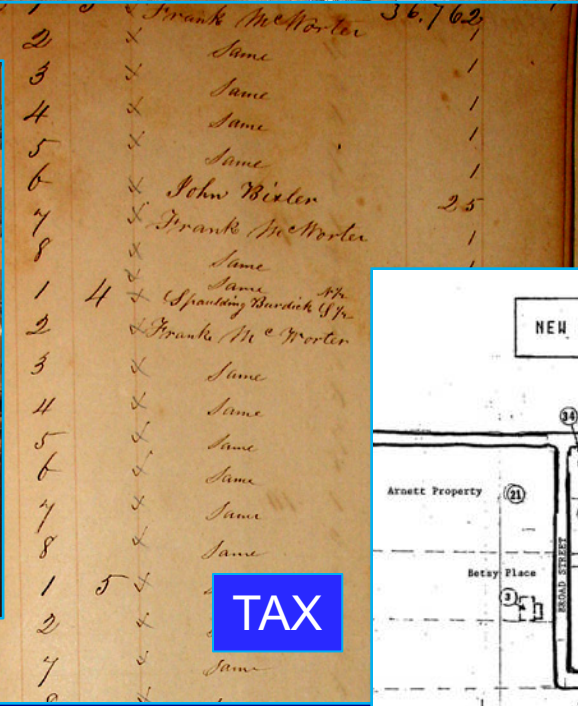 Frank McWorter 36.762
2 x Same 1
3 x Same 1
4 x Same 1
5 x Same 1
6 x John Bixler 25
7 x Frank McWorter 1
8 x Same
1 4 x Same N½
Spaulding Burdick S½
2 x Frank Mc Worter
3 x Same
4 x Same
5 x Same
6 x Same
7 x Same
8 x Same
1 5 x
2
7 Same
TAX
NEW
34
Arnett Property 21
BROAD STREET
Betsy Place
3